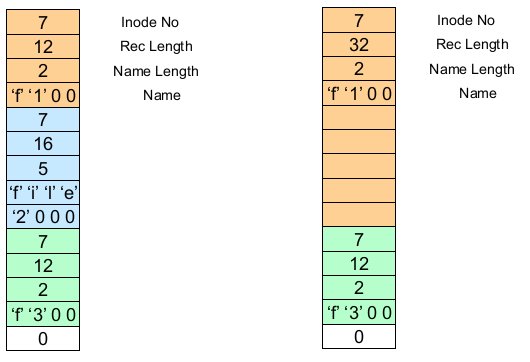 7 Inode No 7 Inode No
12 Rec Length 32 Rec Length
2 Name Length 2 Name Length
‘f’ ‘1’ 0 0 Name ‘f’ ‘1’ 0 0 Name
7
16
5
‘f’ ‘i’ ‘l’ ‘e’
‘2’ 0 0 0
7 7
12 12
2 2
‘f’ ‘3’ 0 0 ‘f’ ‘3’ 0 0
0 0